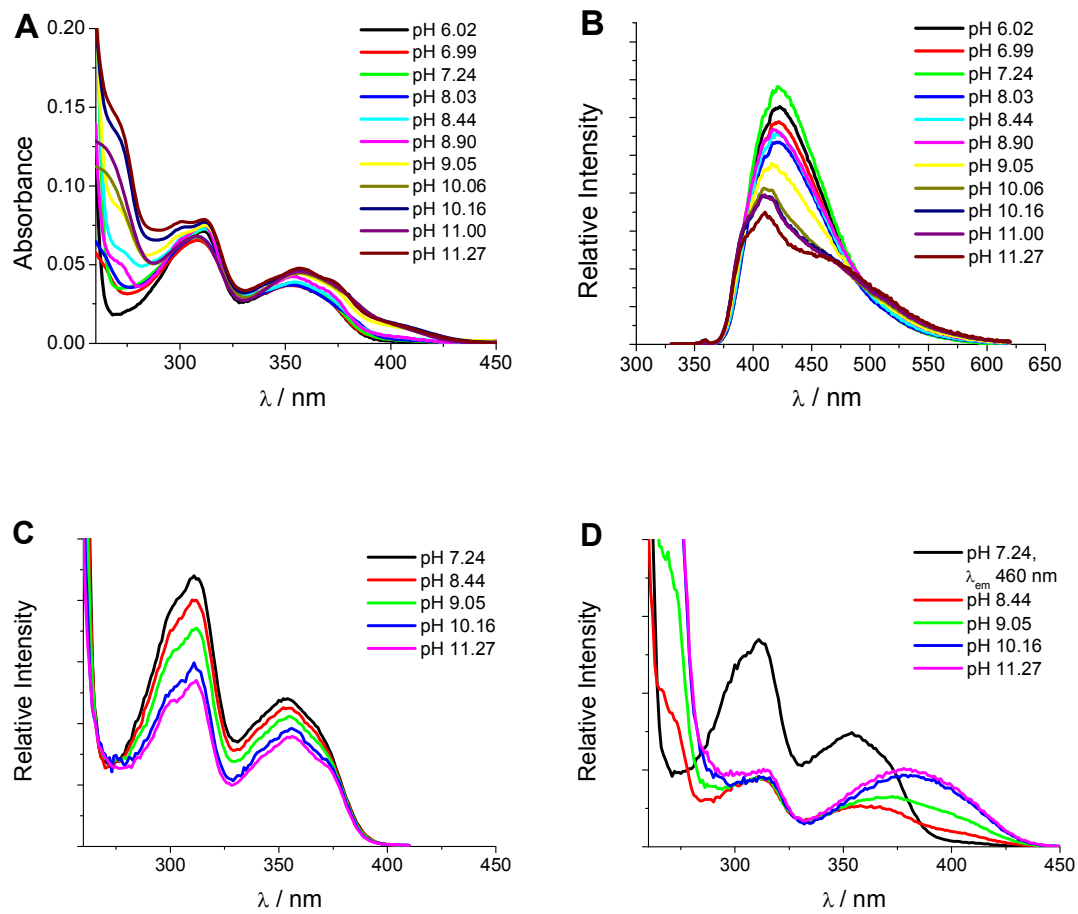 A
0.20
0.15
0.10
0.05
0.00
Absorbance
300
350
400
450
λ / nm
pH 6.02
pH 6.99
pH 7.24
pH 8.03
pH 8.44
pH 8.90
pH 9.05
pH 10.06
pH 10.16
pH 11.00
pH 11.27
B
Relative Intensity
300
350
400
450
500
550
600
650
λ / nm
pH 6.02
pH 6.99
pH 7.24
pH 8.03
pH 8.44
pH 8.90
pH 9.05
pH 10.06
pH 10.16
pH 11.00
pH 11.27
C
Relative Intensity
300
350
400
450
λ / nm
pH 7.24
pH 8.44
pH 9.05
pH 10.16
pH 11.27
D
Relative Intensity
300
350
400
450
λ / nm
pH 7.24,
λem 460 nm
pH 8.44
pH 9.05
pH 10.16
pH 11.27